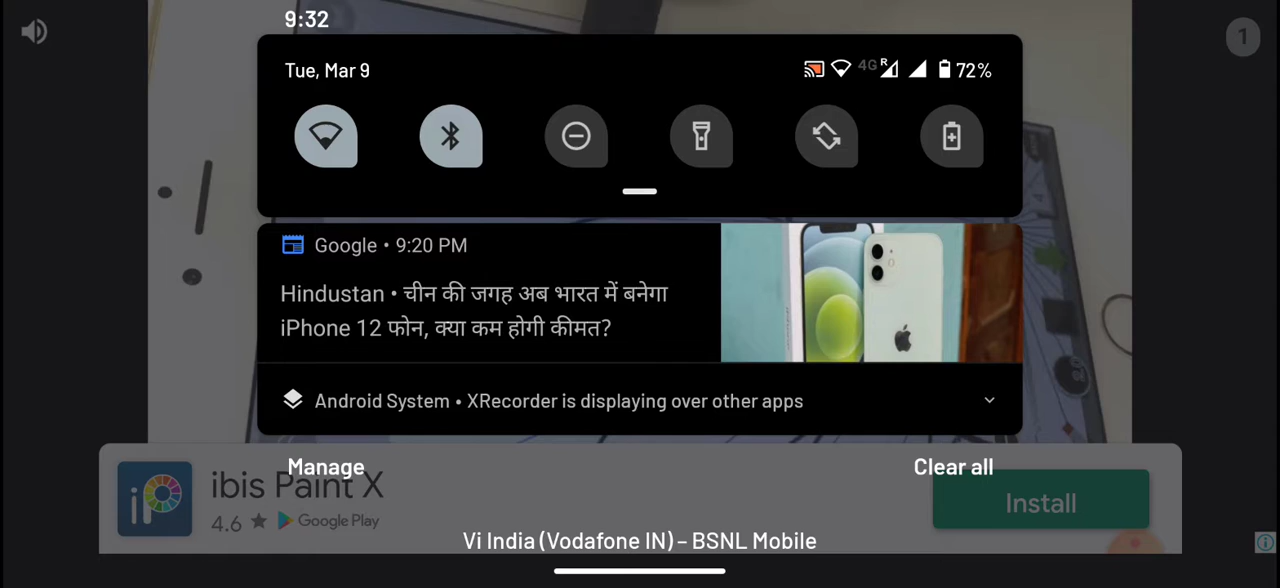 9:32
1
Tue, Mar 9
4G R 72%
Google • 9:20 PM
Hindustan • चीन की जगह अब भारत में बनेगा
iPhone 12 फोन, क्या कम होगी कीमत?
Android System • XRecorder is displaying over other apps
Manage
Clear all
iP
ibis Paint X
4.6 ★ Google Play
Install
Vi India (Vodafone IN) – BSNL Mobile